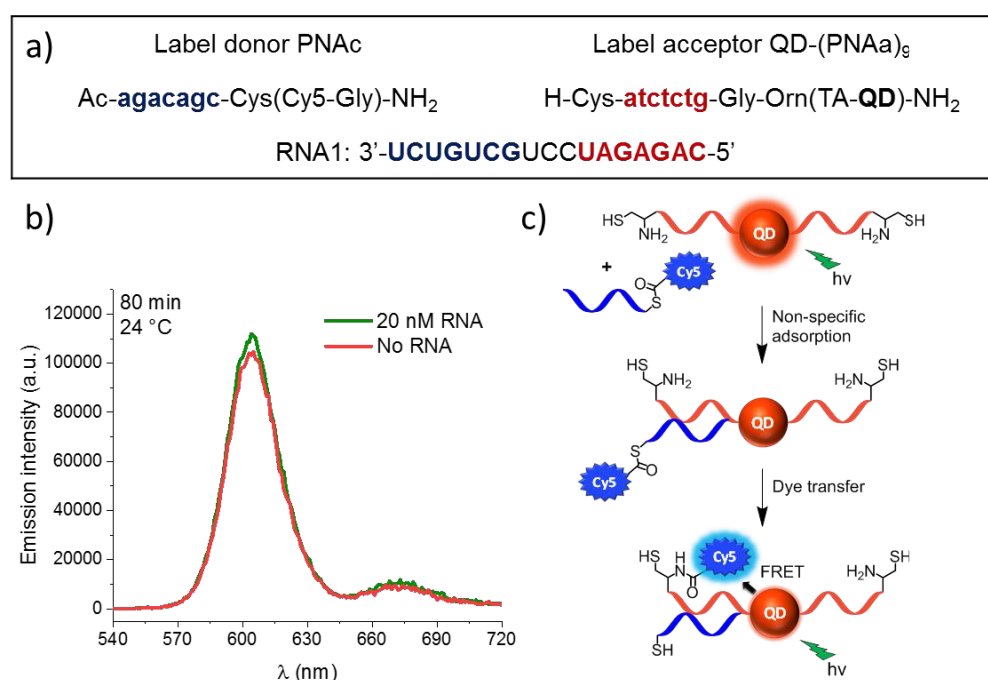 a)
Label donor PNAc
Label acceptor QD-(PNAa)₉
Ac-agacagc-Cys(Cy5-Gly)-NH₂
H-Cys-atctctg-Gly-Orn(TA-QD)-NH₂
RNA1: 3'-UCUGUCGUCCUAGAGAC-5'
b)
80 min
24 °C
20 nM RNA
No RNA
Emission intensity (a.u.)
120000
100000
80000
60000
40000
20000
0
540 570 600 630 660 690 720
λ (nm)
c)
HS
NH₂
QD
H₂N
SH
hν
+
Cy5
O
S
Non-specific
adsorption
HS
NH₂
SH
H₂N
QD
S
O
Cy5
Dye transfer
HS
H
N
O
Cy5
FRET
QD
SH
H₂N
SH
hν